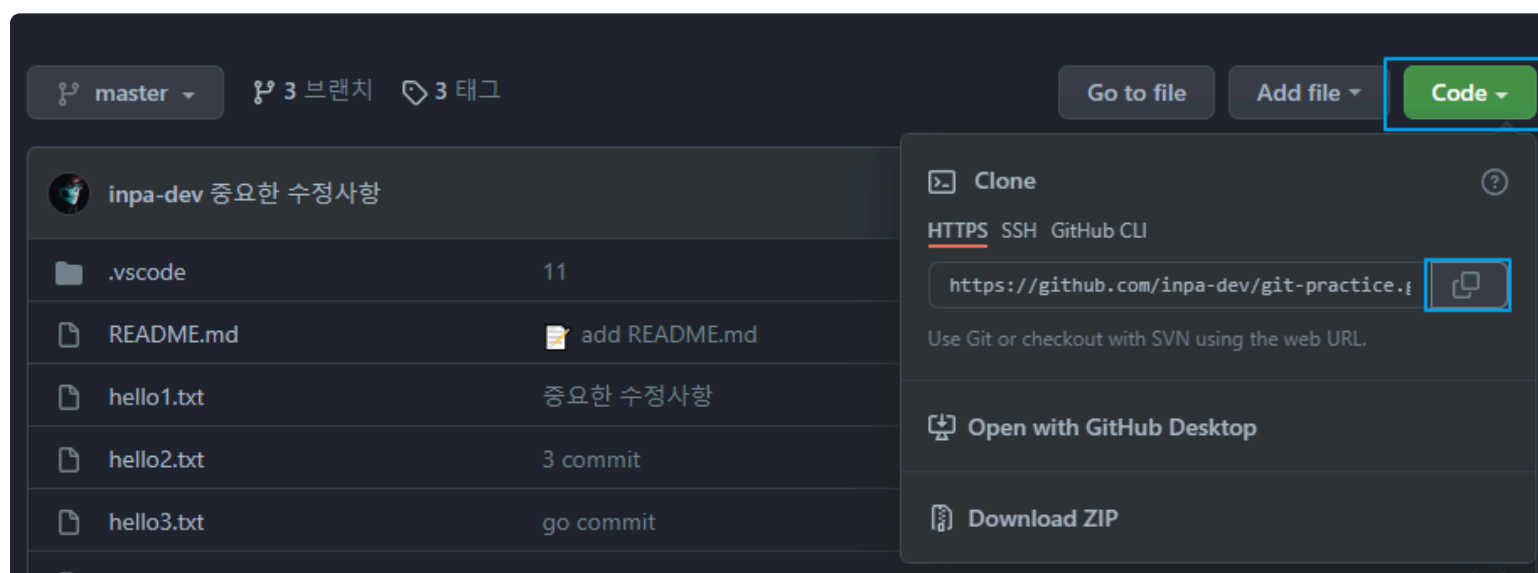 master 3 브랜치 3 태그 Go to file Add file Code
inpa-dev 중요한 수정사항
.vscode 11
README.md 📝 add README.md
hello1.txt 중요한 수정사항
hello2.txt 3 commit
hello3.txt go commit
Clone
HTTPS SSH GitHub CLI
https://github.com/inpa-dev/git-practice.g
Use Git or checkout with SVN using the web URL.
Open with GitHub Desktop
Download ZIP